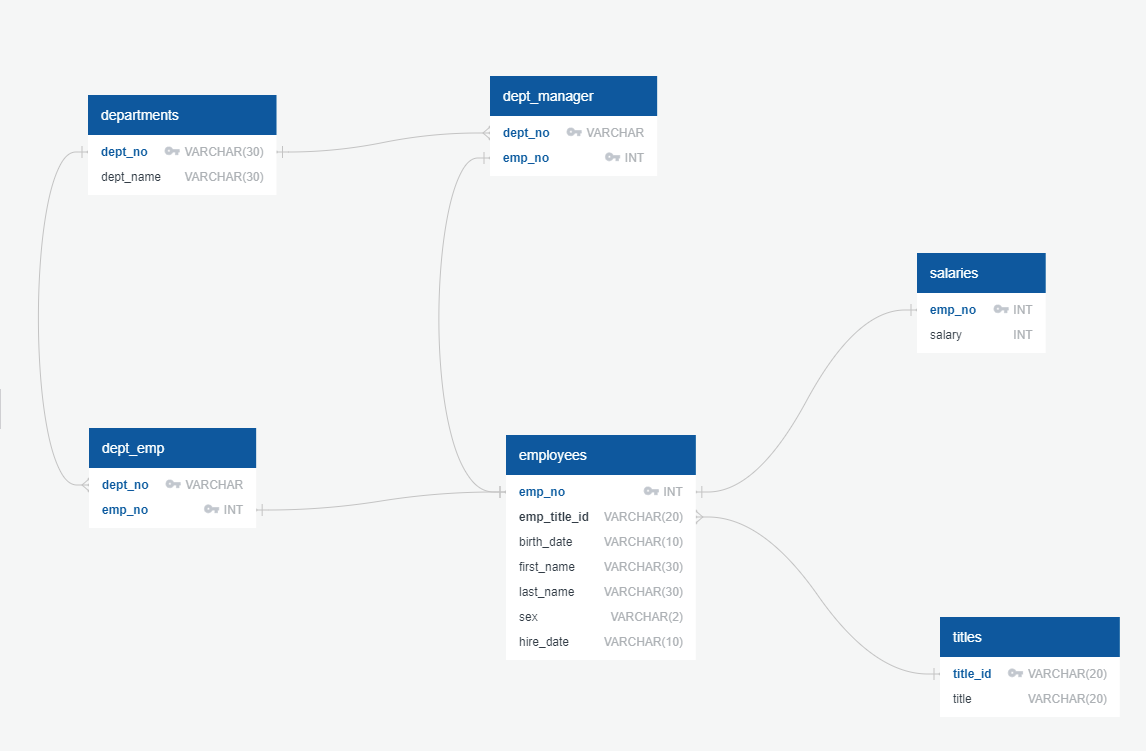 departments
dept_no VARCHAR(30)
dept_name VARCHAR(30)
dept_manager
dept_no VARCHAR
emp_no INT
salaries
emp_no INT
salary INT
dept_emp
dept_no VARCHAR
emp_no INT
employees
emp_no INT
emp_title_id VARCHAR(20)
birth_date VARCHAR(10)
first_name VARCHAR(30)
last_name VARCHAR(30)
sex VARCHAR(2)
hire_date VARCHAR(10)
titles
title_id VARCHAR(20)
title VARCHAR(20)